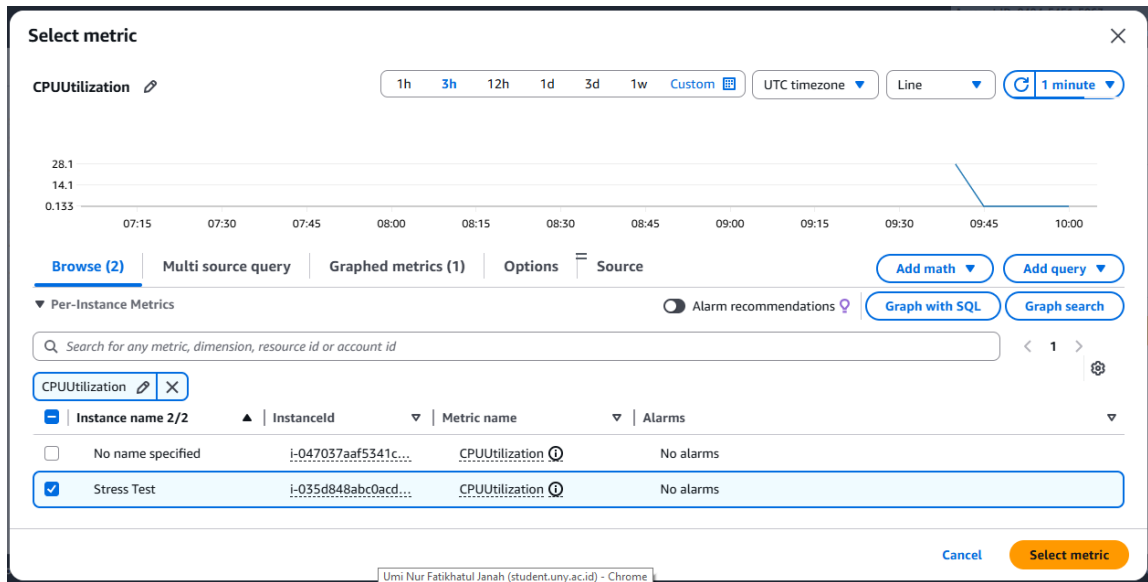 Select metric
CPUUtilization 1h 3h 12h 1d 3d 1w Custom UTC timezone Line 1 minute
28.1
14.1
0.133
07:15 07:30 07:45 08:00 08:15 08:30 08:45 09:00 09:15 09:30 09:45 10:00
Browse (2) Multi source query Graphed metrics (1) Options Source Add math Add query
Per-Instance Metrics Alarm recommendations Graph with SQL Graph search
Search for any metric, dimension, resource id or account id 1
CPUUtilization
Instance name 2/2 InstanceId Metric name Alarms
No name specified i-047037aaf5341c... CPUUtilization No alarms
Stress Test i-035d848abc0acd... CPUUtilization No alarms
Cancel Select metric
Umi Nur Fatikhatul Janah (student.uny.ac.id) - Chrome